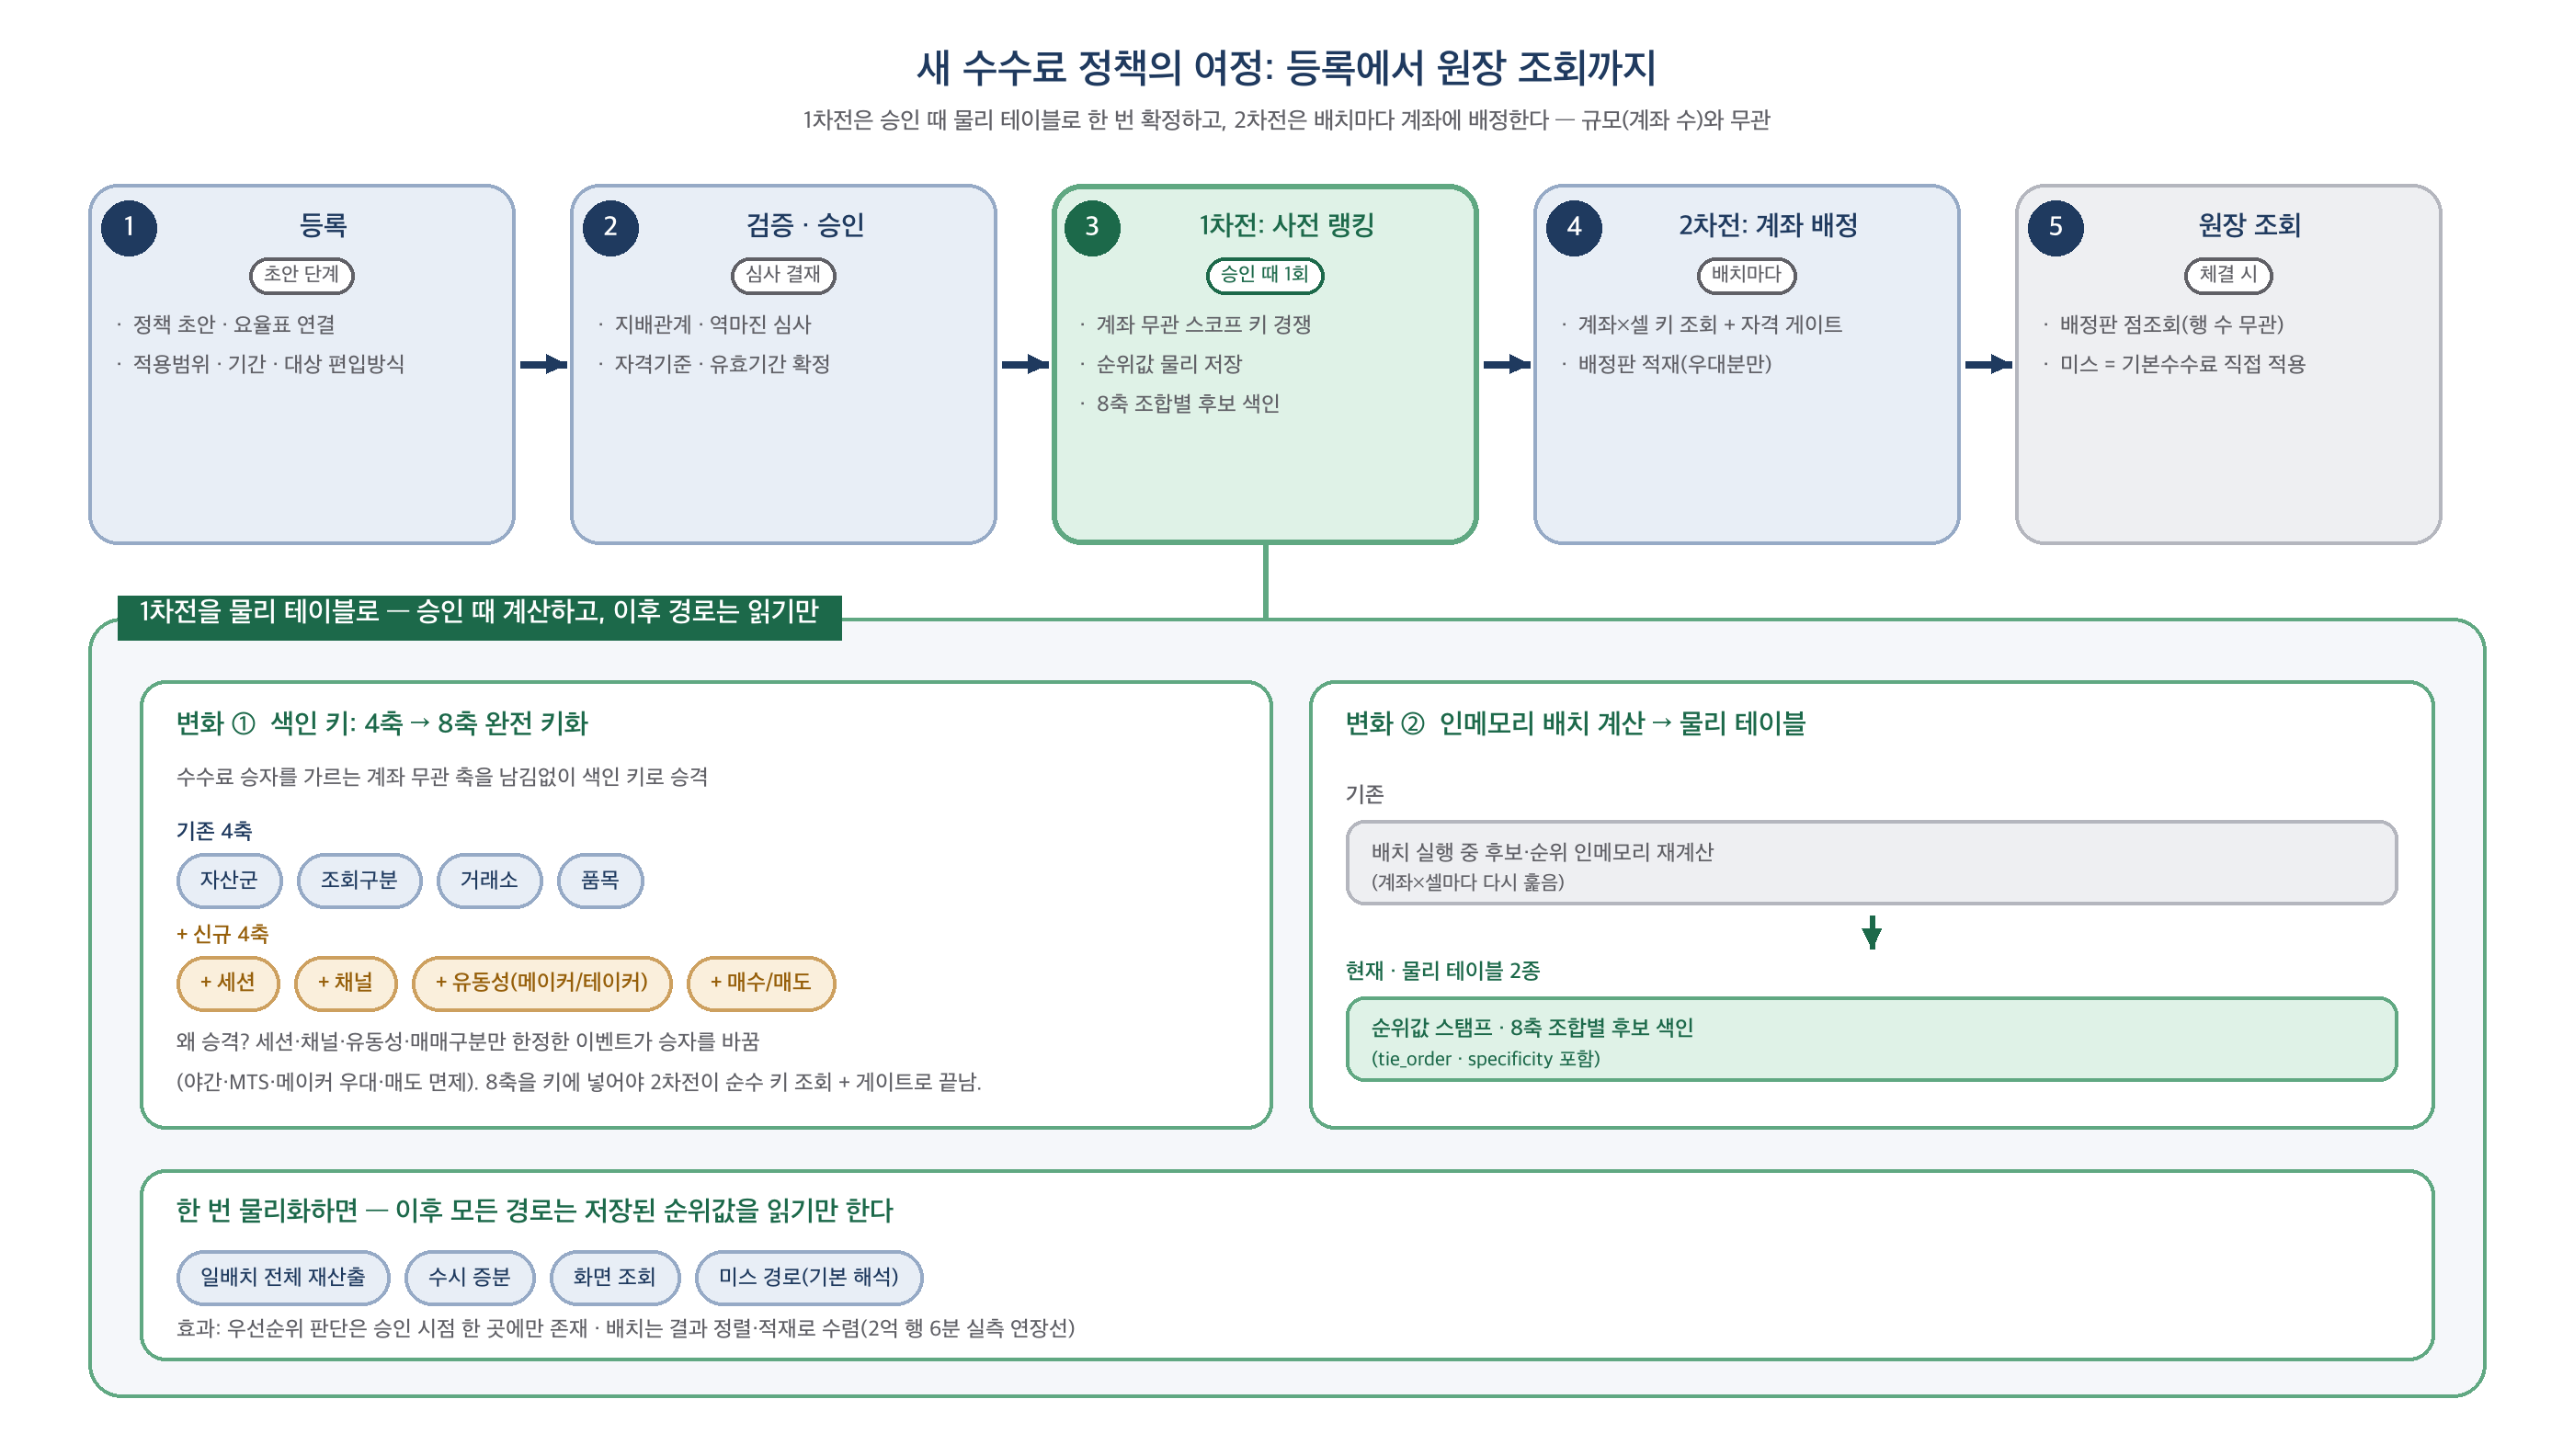 새 수수료 정책의 여정: 등록에서 원장 조회까지
1차전은 승인 때 물리 테이블로 한 번 확정하고, 2차전은 배치마다 계좌에 배정한다 — 규모(계좌 수)와 무관
1
등록
초안 단계
· 정책 초안 · 요율표 연결
· 적용범위 · 기간 · 대상 편입방식
2
검증 · 승인
심사 결재
· 지배관계 · 역마진 심사
· 자격기준 · 유효기간 확정
3
1차전: 사전 랭킹
승인 때 1회
· 계좌 무관 스코프 키 경쟁
· 순위값 물리 저장
· 8축 조합별 후보 색인
4
2차전: 계좌 배정
배치마다
· 계좌×셀 키 조회 + 자격 게이트
· 배정판 적재(우대분만)
5
원장 조회
체결 시
· 배정판 점조회(행 수 무관)
· 미스 = 기본수수료 직접 적용
1차전을 물리 테이블로 — 승인 때 계산하고, 이후 경로는 읽기만
변화 ① 색인 키: 4축 → 8축 완전 키화
수수료 승자를 가르는 계좌 무관 축을 남김없이 색인 키로 승격
기존 4축
자산군 조회구분 거래소 품목
+ 신규 4축
+ 세션 + 채널 + 유동성(메이커/테이커) + 매수/매도
왜 승격? 세션·채널·유동성·매매구분만 한정한 이벤트가 승자를 바꿈
(야간·MTS·메이커 우대·매도 면제). 8축을 키에 넣어야 2차전이 순수 키 조회 + 게이트로 끝남.
변화 ② 인메모리 배치 계산 → 물리 테이블
기존
배치 실행 중 후보·순위 인메모리 재계산
(계좌×셀마다 다시 훑음)
현재 · 물리 테이블 2종
순위값 스탬프 · 8축 조합별 후보 색인
(tie_order · specificity 포함)
한 번 물리화하면 — 이후 모든 경로는 저장된 순위값을 읽기만 한다
일배치 전체 재산출 수시 증분 화면 조회 미스 경로(기본 해석)
효과: 우선순위 판단은 승인 시점 한 곳에만 존재 · 배치는 결과 정렬·적재로 수렴(2억 행 6분 실측 연장선)